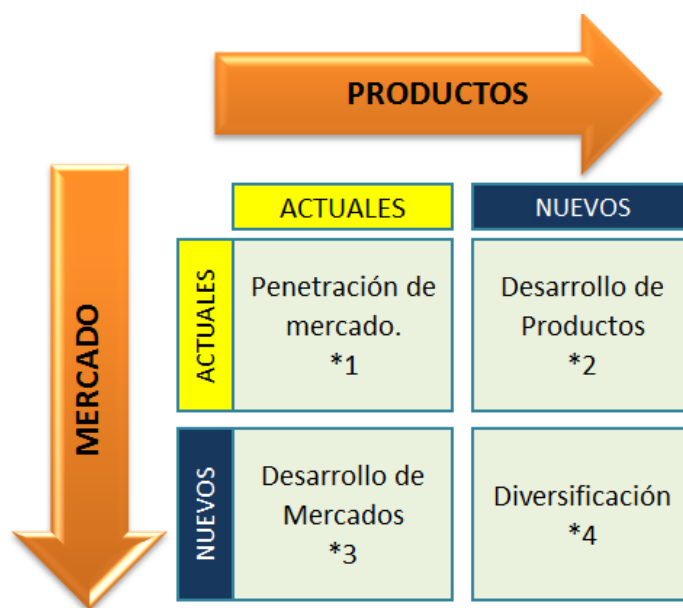 PRODUCTOS
MERCADO
ACTUALES
NUEVOS
ACTUALES
Penetración de
mercado.
*1
Desarrollo de
Productos
*2
NUEVOS
Desarrollo de
Mercados
*3
Diversificación
*4